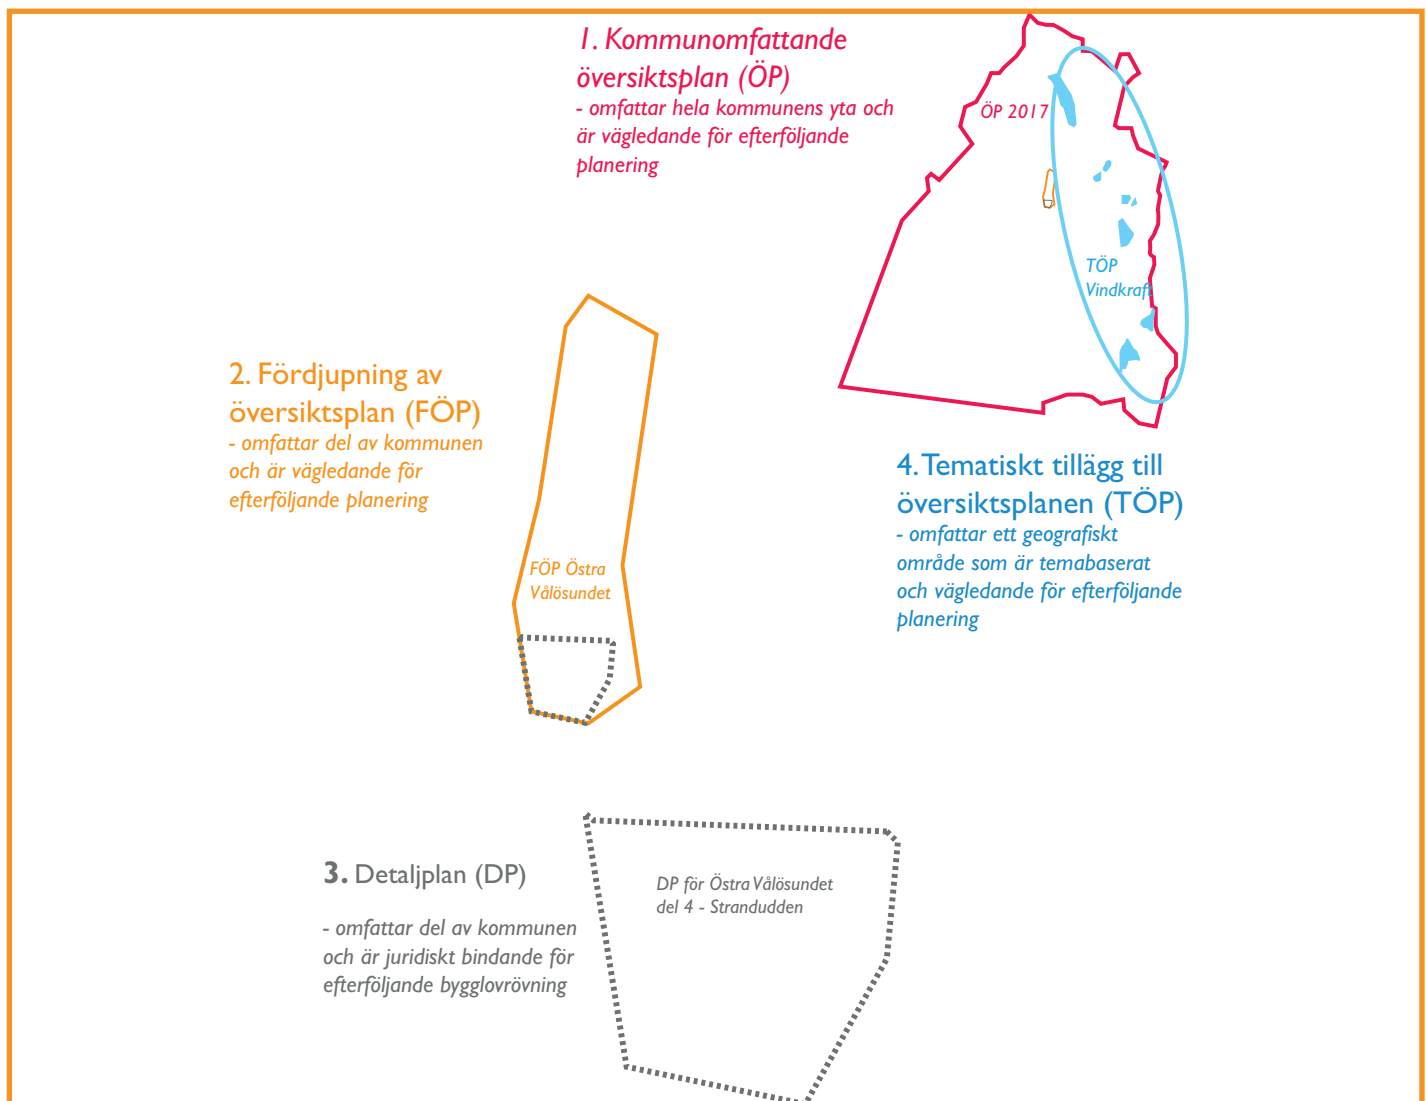 1. Kommunomfattande
översiktsplan (ÖP)
- omfattar hela kommunens yta och
är vägledande för efterföljande
planering
ÖP 2017
TÖP
Vindkraft
2. Fördjupning av
översiktsplan (FÖP)
- omfattar del av kommunen
och är vägledande för
efterföljande planering
FÖP Östra
Vålösundet
4. Tematiskt tillägg till
översiktsplanen (TÖP)
- omfattar ett geografiskt
område som är temabaserat
och vägledande för efterföljande
planering
3. Detaljplan (DP)
- omfattar del av kommunen
och är juridiskt bindande för
efterföljande bygglovrövning
DP för Östra Vålösundet
del 4 - Strandudden